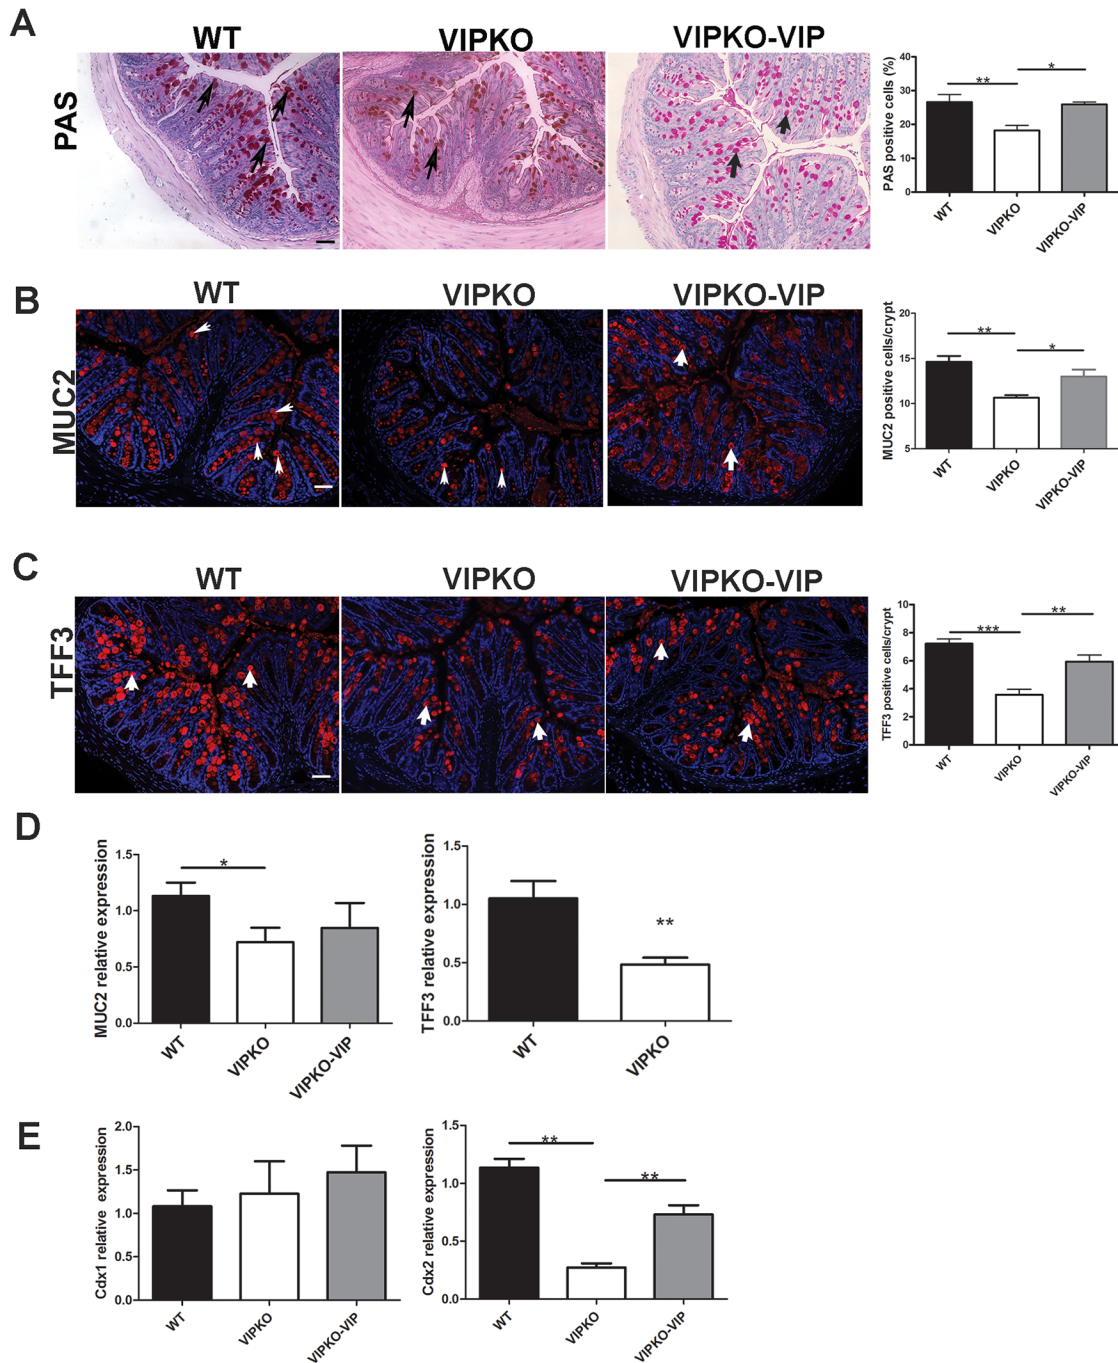 A
WT
VIPKO
VIPKO-VIP
PAS
PAS positive cells (%)
40
30
20
10
0
**
*
WT
VIPKO
VIPKO-VIP
B
WT
VIPKO
VIPKO-VIP
MUC2
MUC2 positive cells/crypt
20
15
10
5
**
*
WT
VIPKO
VIPKO-VIP
C
WT
VIPKO
VIPKO-VIP
TFF3
TFF3 positive cells/crypt
10
8
6
4
2
0
***
**
WT
VIPKO
VIPKO-VIP
D
MUC2 relative expression
1.5
1.0
0.5
0.0
*
WT
VIPKO
VIPKO-VIP
TFF3 relative expression
1.5
1.0
0.5
0.0
**
WT
VIPKO
E
Cdx1 relative expression
2.0
1.5
1.0
0.5
0.0
WT
VIPKO
VIPKO-VIP
Cdx2 relative expression
1.5
1.0
0.5
0.0
**
**
WT
VIPKO
VIPKO-VIP